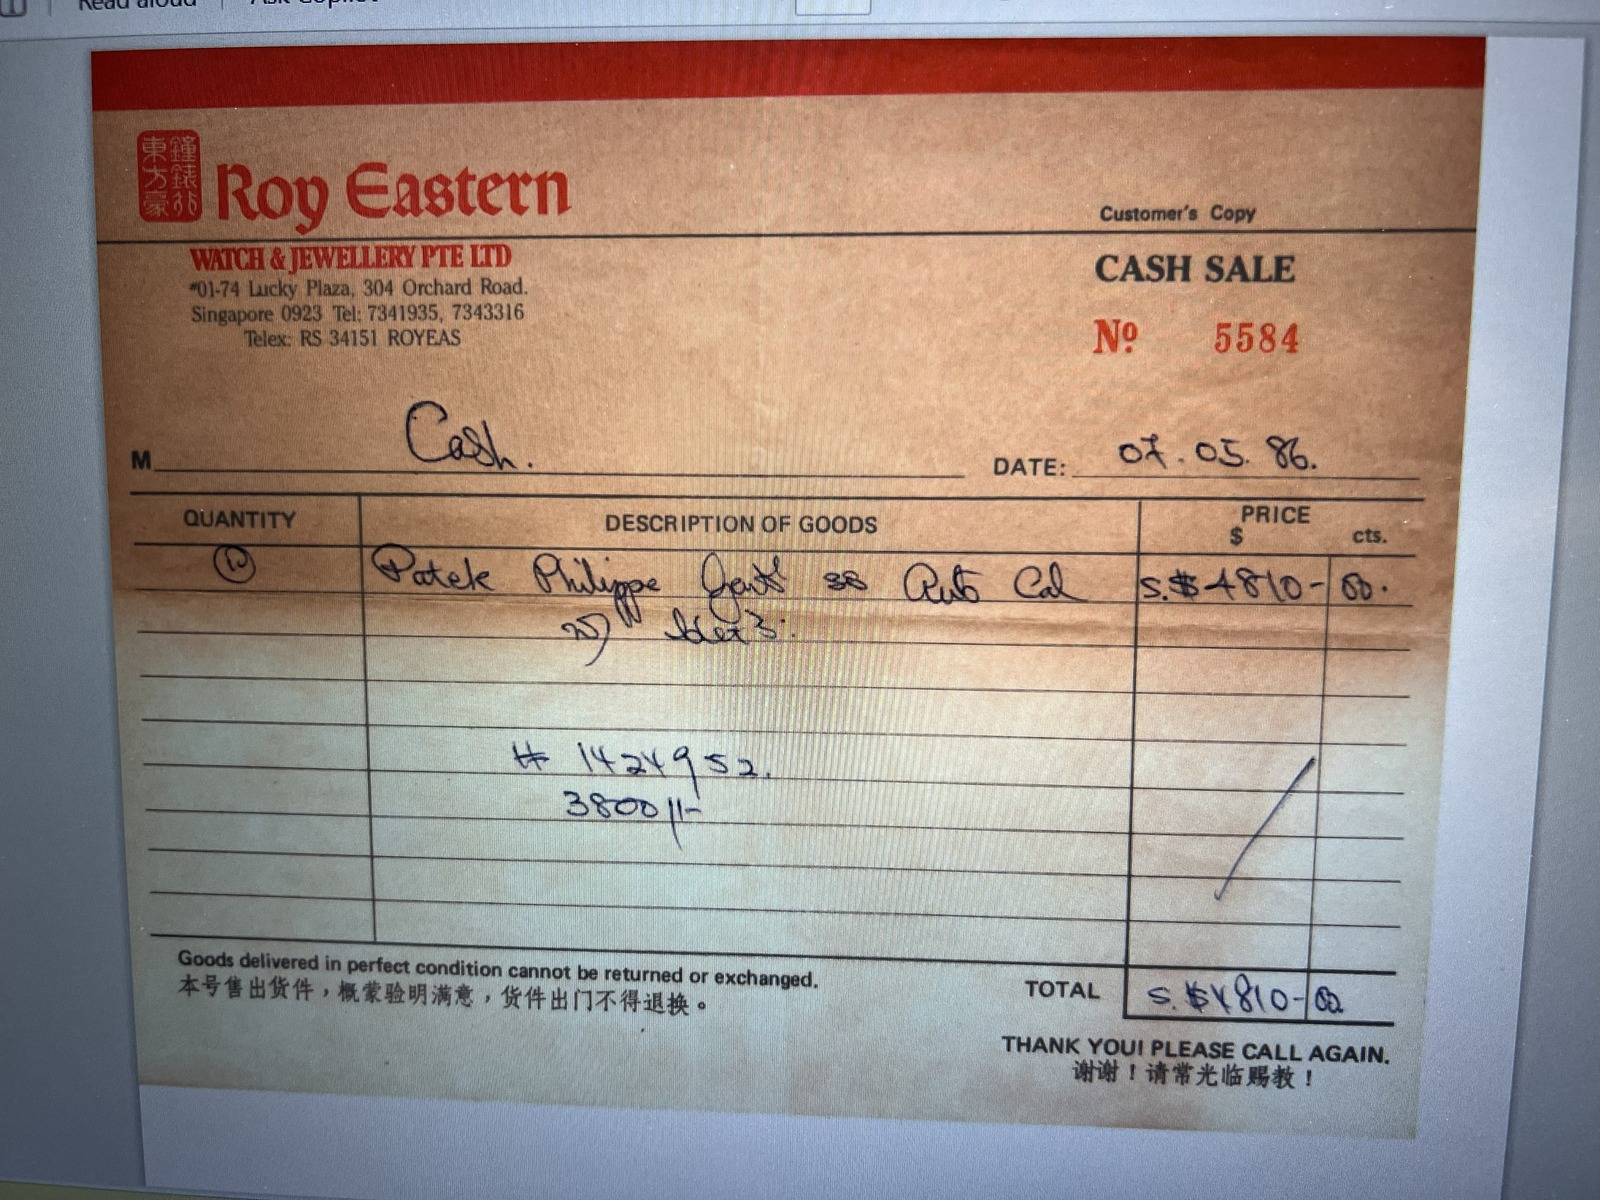 Read aloud
Ask Copilot
東方豪
鐘錶行
Roy Eastern
Customer's Copy
WATCH & JEWELLERY PTE LTD
#01-74 Lucky Plaza, 304 Orchard Road.
Singapore 0923 Tel: 7341935, 7343316
Telex: RS 34151 ROYEAS
CASH SALE
Nº 5584
M Cash. DATE: 07.05.86.
QUANTITY DESCRIPTION OF GOODS PRICE
$ cts.
Patek Philippe Gents ss Auto Cal S.$4810- 00.
# 1424952.
3800/1-
Goods delivered in perfect condition cannot be returned or exchanged.
本号售出货件，概蒙验明满意，货件出门不得退换。
TOTAL S.$4810- 00
THANK YOU! PLEASE CALL AGAIN.
谢谢！请常光临赐教！